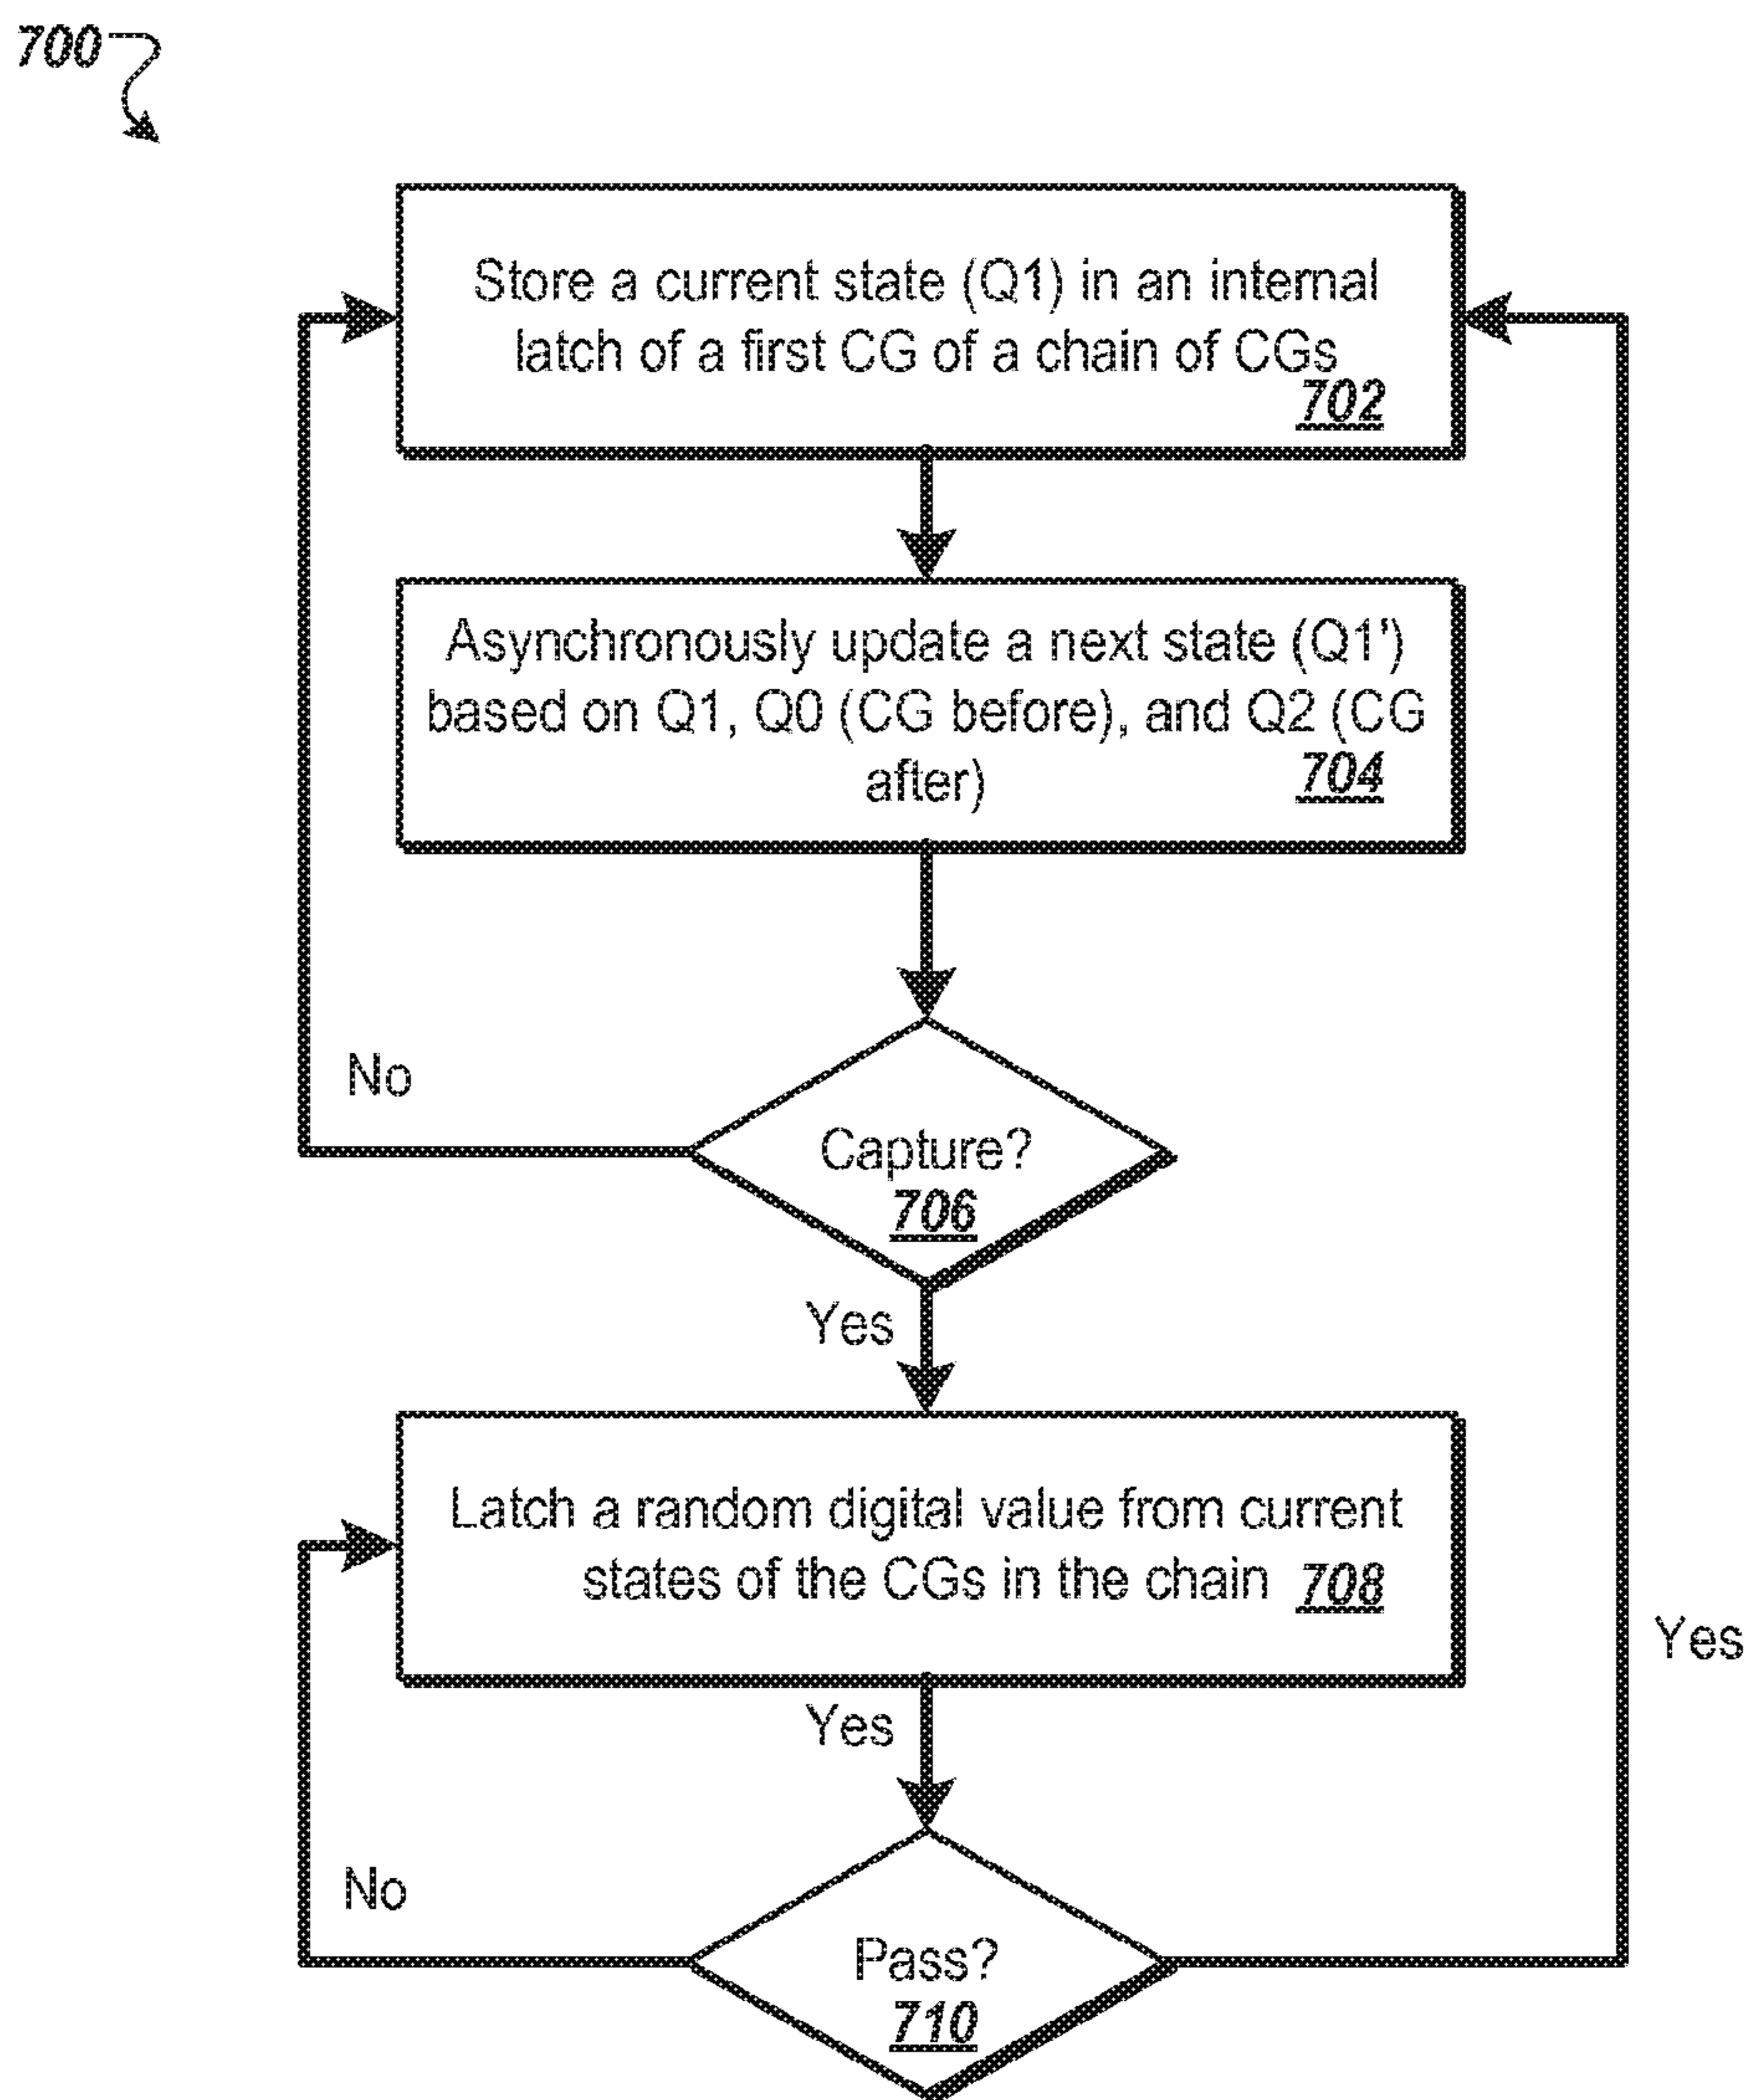 700
Store a current state (Q1) in an internal
latch of a first CG of a chain of CGs
702
Asynchronously update a next state (Q1')
based on Q1, Q0 (CG before), and Q2 (CG
after) 704
No
Capture?
706
Yes
Latch a random digital value from current
states of the CGs in the chain 708
Yes
Yes
No
Pass?
710